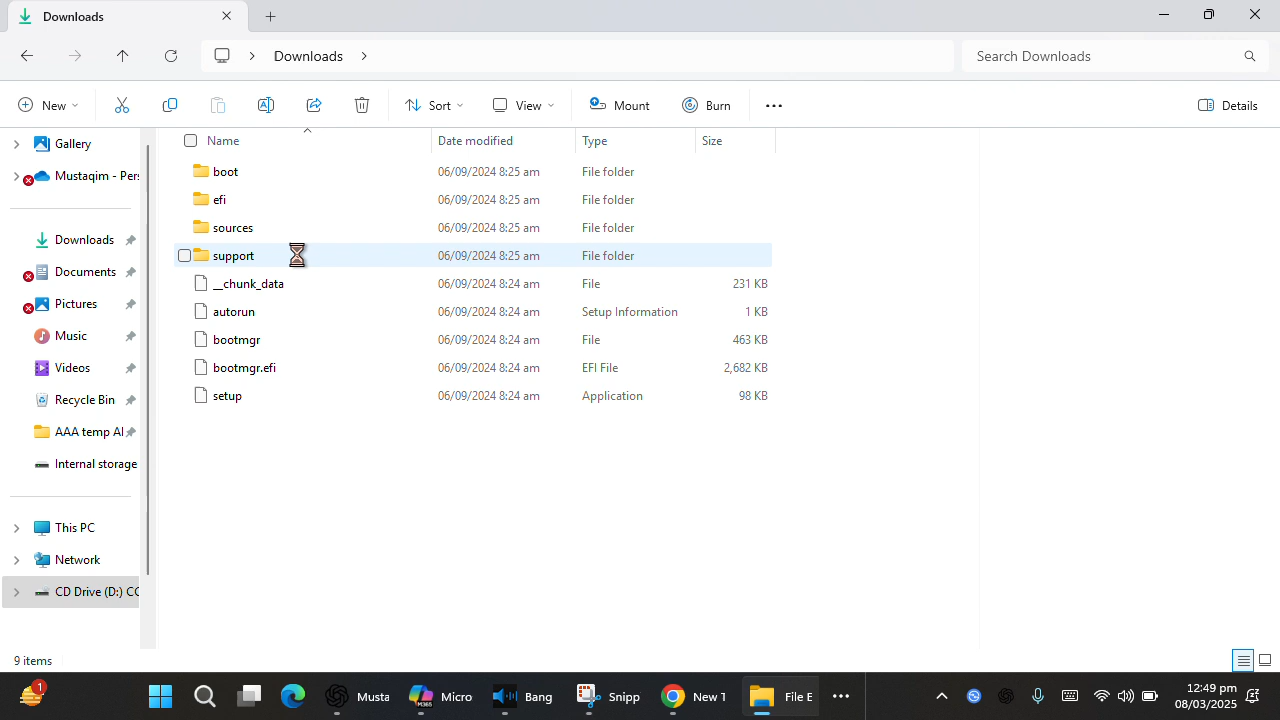 Downloads
Downloads
Search Downloads
New
Sort
View
Mount
Burn
Details
Gallery
Mustaqim - Pers
Downloads
Documents
Pictures
Music
Videos
Recycle Bin
AAA temp Al
Internal storage
This PC
Network
CD Drive (D:) CC
Name Date modified Type Size
boot 06/09/2024 8:25 am File folder
efi 06/09/2024 8:25 am File folder
sources 06/09/2024 8:25 am File folder
support 06/09/2024 8:25 am File folder
__chunk_data 06/09/2024 8:24 am File 231 KB
autorun 06/09/2024 8:24 am Setup Information 1 KB
bootmgr 06/09/2024 8:24 am File 463 KB
bootmgr.efi 06/09/2024 8:24 am EFI File 2,682 KB
setup 06/09/2024 8:24 am Application 98 KB
9 items
1
Musta
M365
Micro
Bang
Snipp
New 1
File E
12:49 pm
08/03/2025